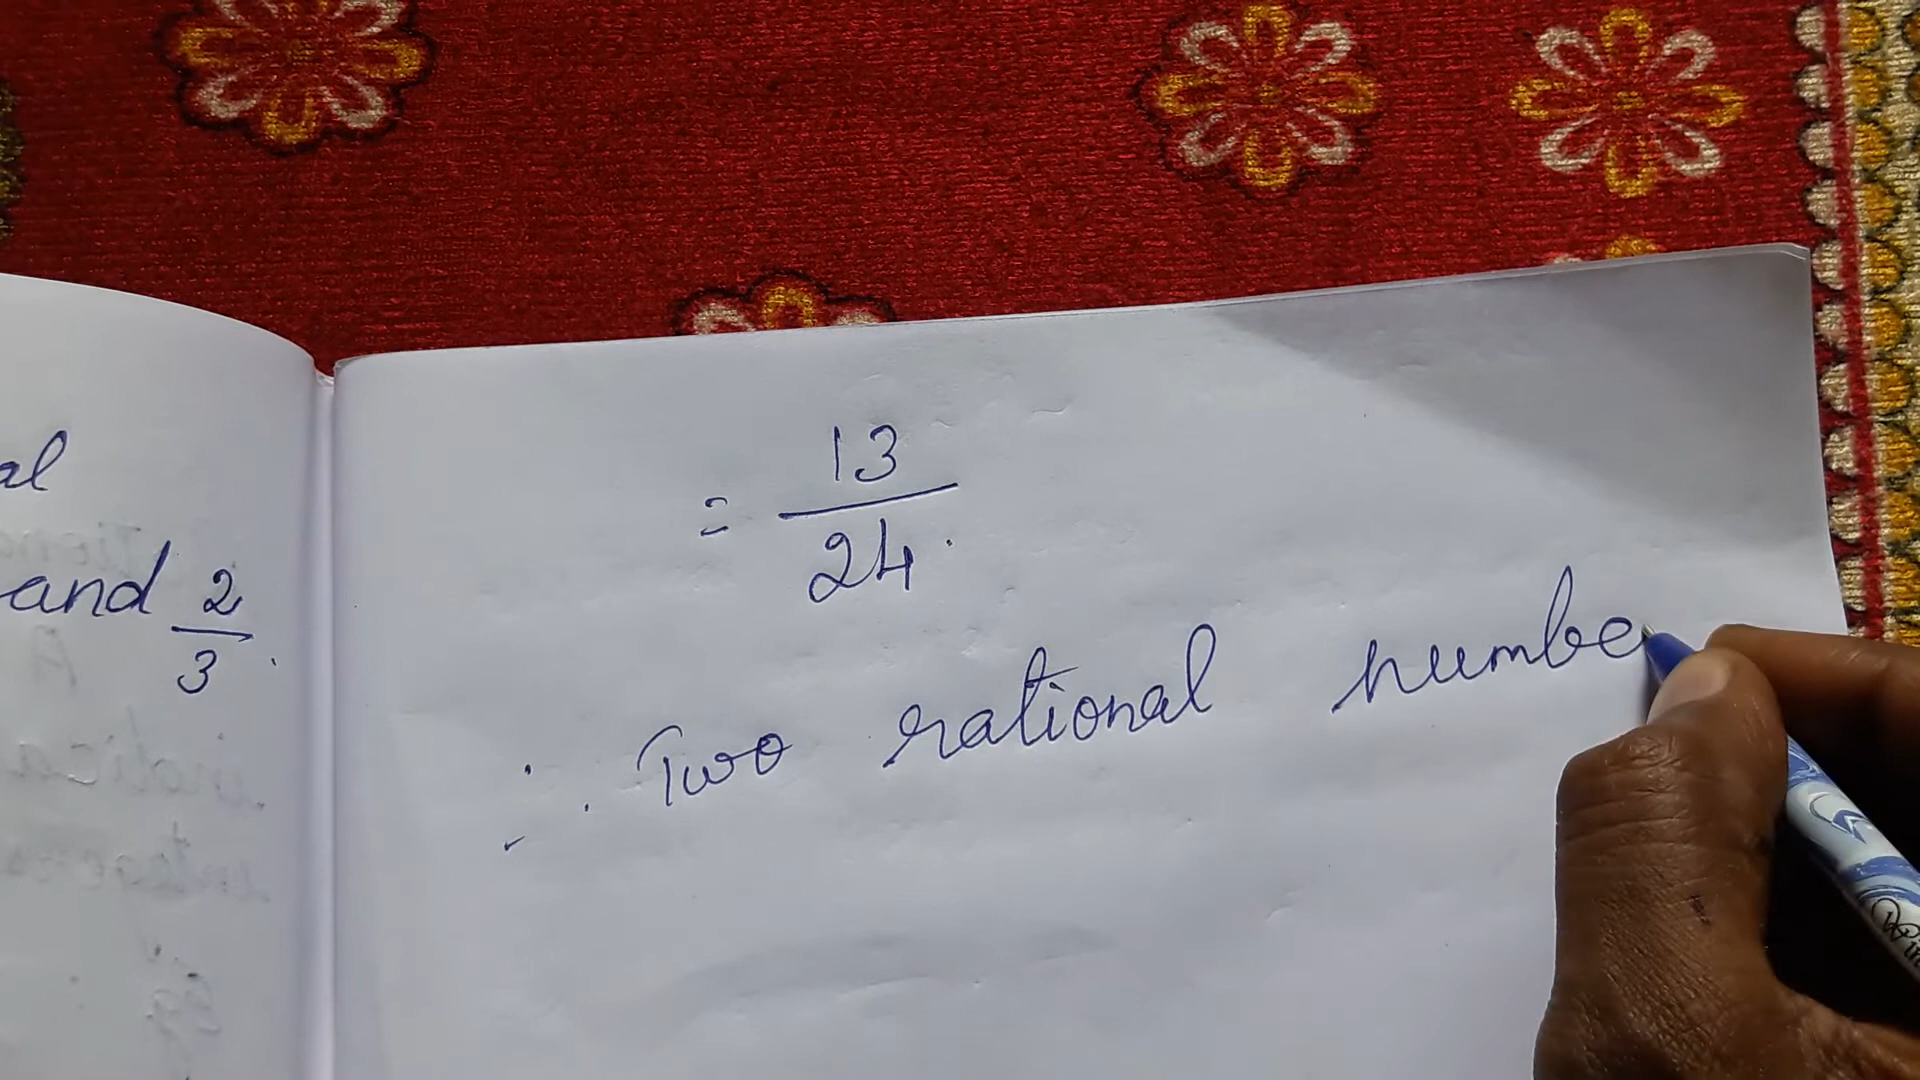 al
and 2/3.
= 13/24.
∴ Two rational numbe